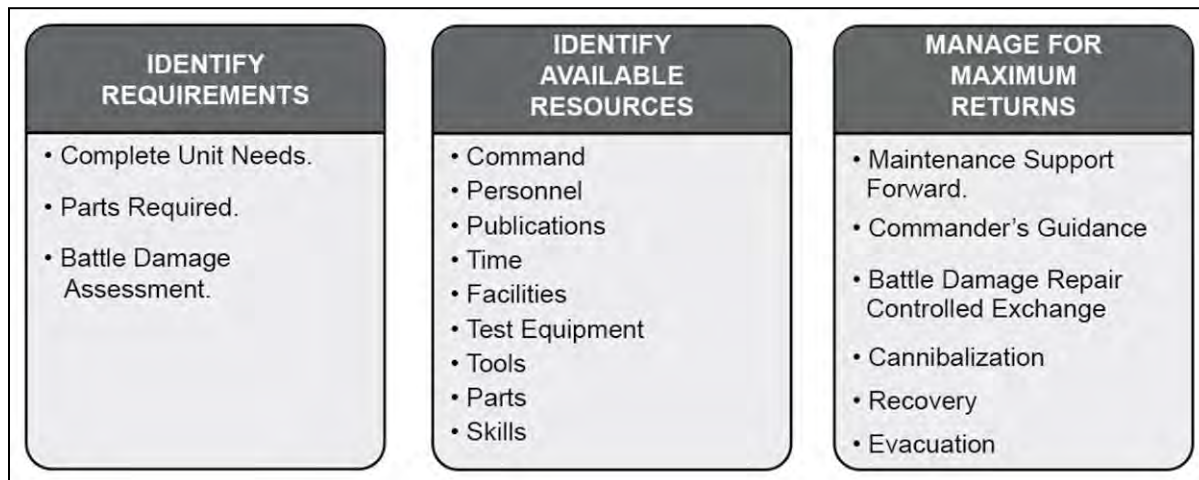 IDENTIFY
REQUIREMENTS
• Complete Unit Needs.
• Parts Required.
• Battle Damage
Assessment.
IDENTIFY
AVAILABLE
RESOURCES
• Command
• Personnel
• Publications
• Time
• Facilities
• Test Equipment
• Tools
• Parts
• Skills
MANAGE FOR
MAXIMUM
RETURNS
• Maintenance Support
Forward.
• Commander’s Guidance
• Battle Damage Repair
Controlled Exchange
• Cannibalization
• Recovery
• Evacuation